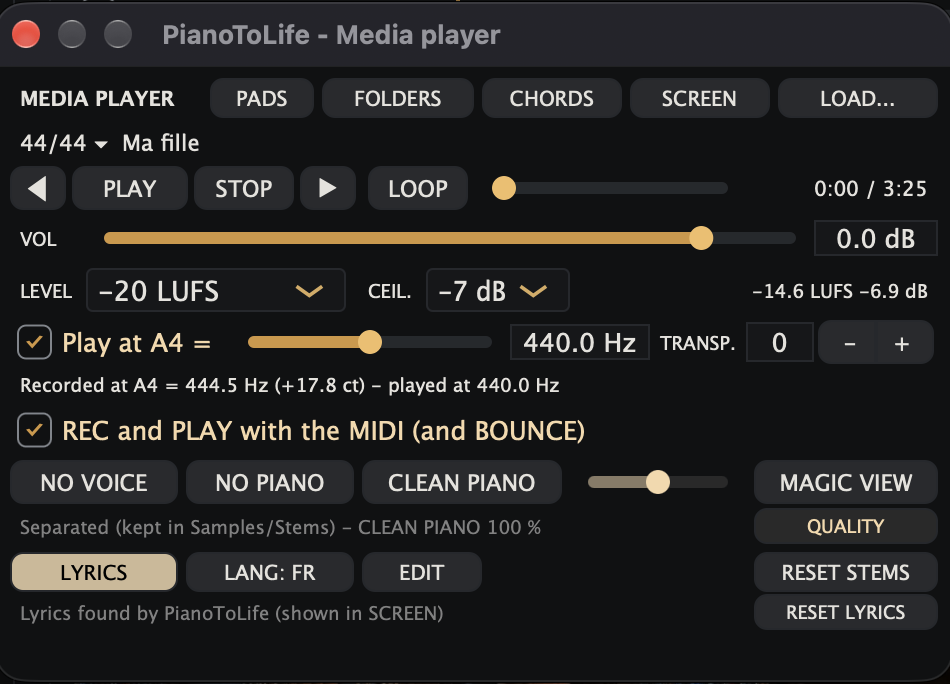 PianoToLife - Media player
MEDIA PLAYER PADS FOLDERS CHORDS SCREEN LOAD...
44/44 Ma fille
PLAY STOP LOOP 0:00 / 3:25
VOL 0.0 dB
LEVEL -20 LUFS CEIL. -7 dB -14.6 LUFS -6.9 dB
Play at A4 = 440.0 Hz TRANSP. 0 - +
Recorded at A4 = 444.5 Hz (+17.8 ct) - played at 440.0 Hz
REC and PLAY with the MIDI (and BOUNCE)
NO VOICE NO PIANO CLEAN PIANO MAGIC VIEW
Separated (kept in Samples/Stems) - CLEAN PIANO 100 %
QUALITY
LYRICS LANG: FR EDIT RESET STEMS
Lyrics found by PianoToLife (shown in SCREEN)
RESET LYRICS